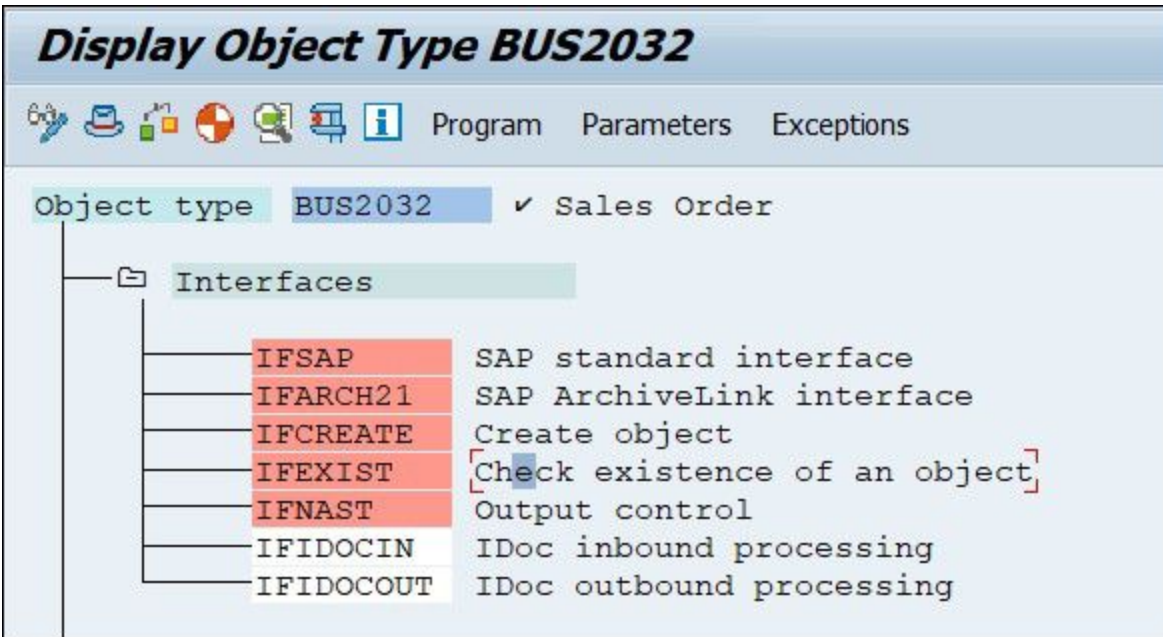 Display Object Type BUS2032
Program Parameters Exceptions
Object type BUS2032 ✔ Sales Order
Interfaces
IFSAP SAP standard interface
IFARCH21 SAP ArchiveLink interface
IFCREATE Create object
IFEXIST Check existence of an object
IFNAST Output control
IFIDOCIN IDoc inbound processing
IFIDOCOUT IDoc outbound processing